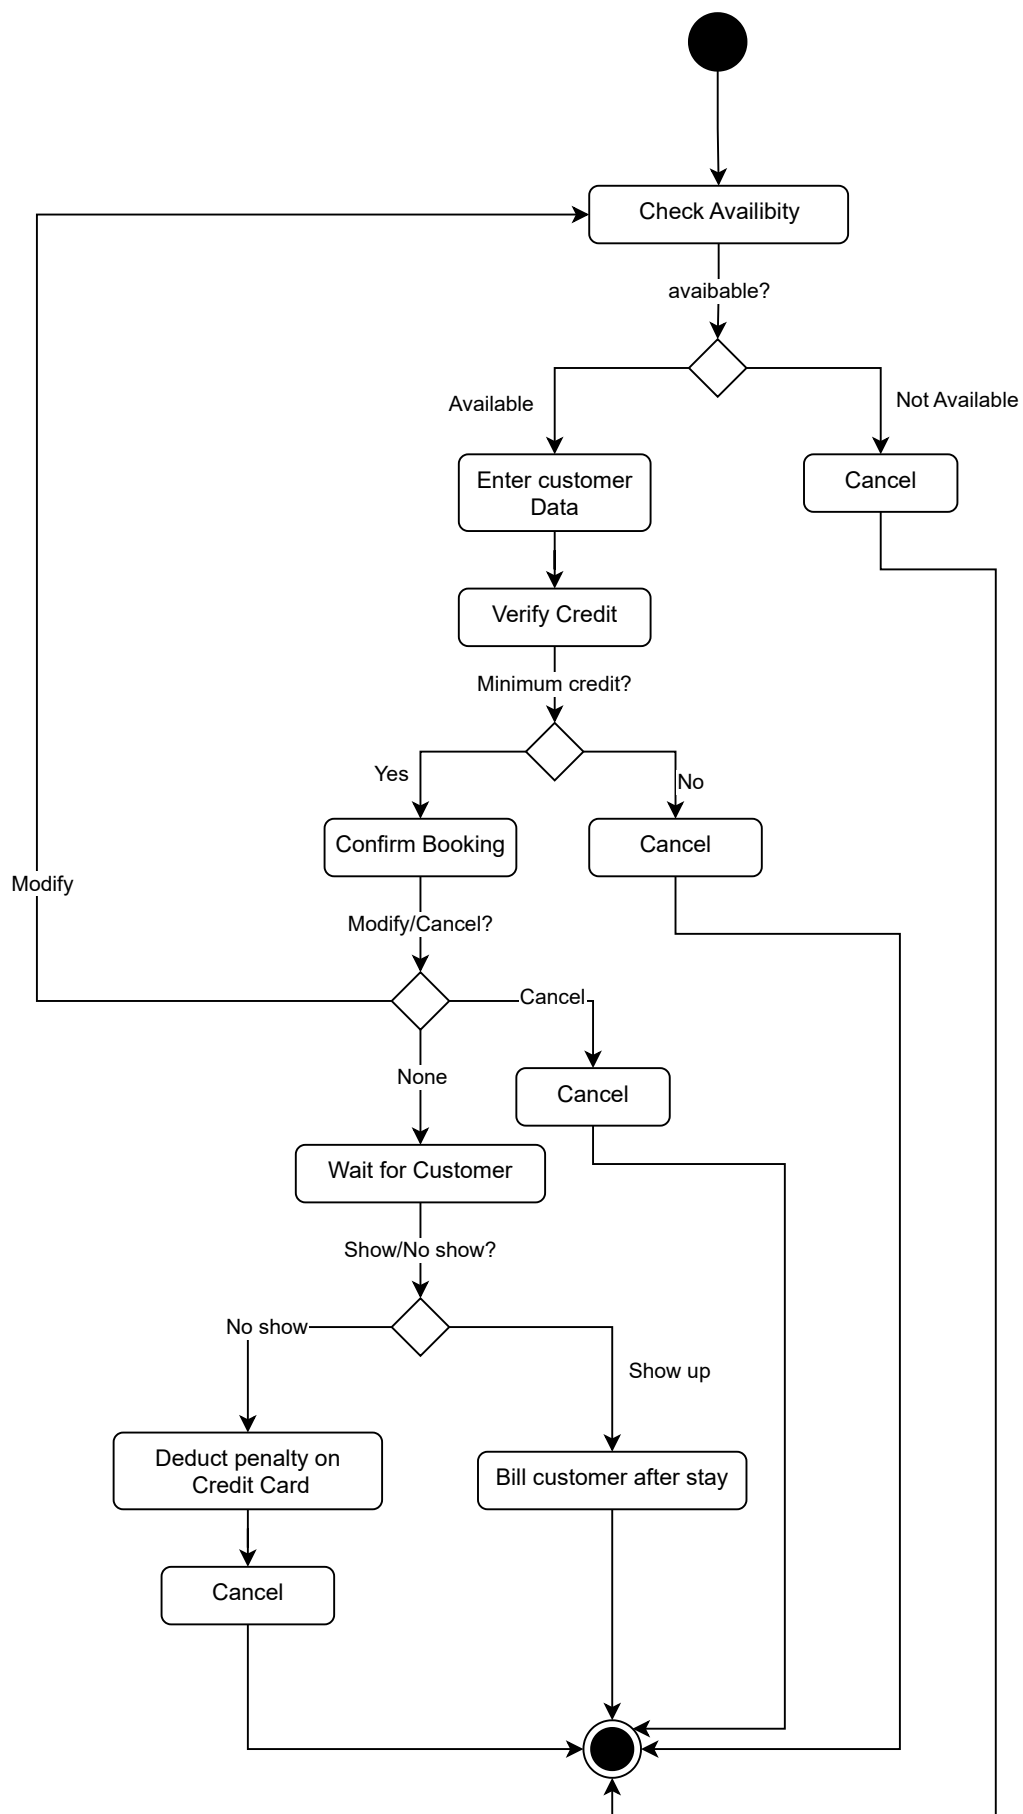 Check Availibity
avaibable?
Available
Not Available
Enter customer
Data
Cancel
Verify Credit
Minimum credit?
Yes
No
Confirm Booking
Cancel
Modify
Modify/Cancel?
Cancel
None
Cancel
Wait for Customer
Show/No show?
No show
Show up
Deduct penalty on
Credit Card
Bill customer after stay
Cancel